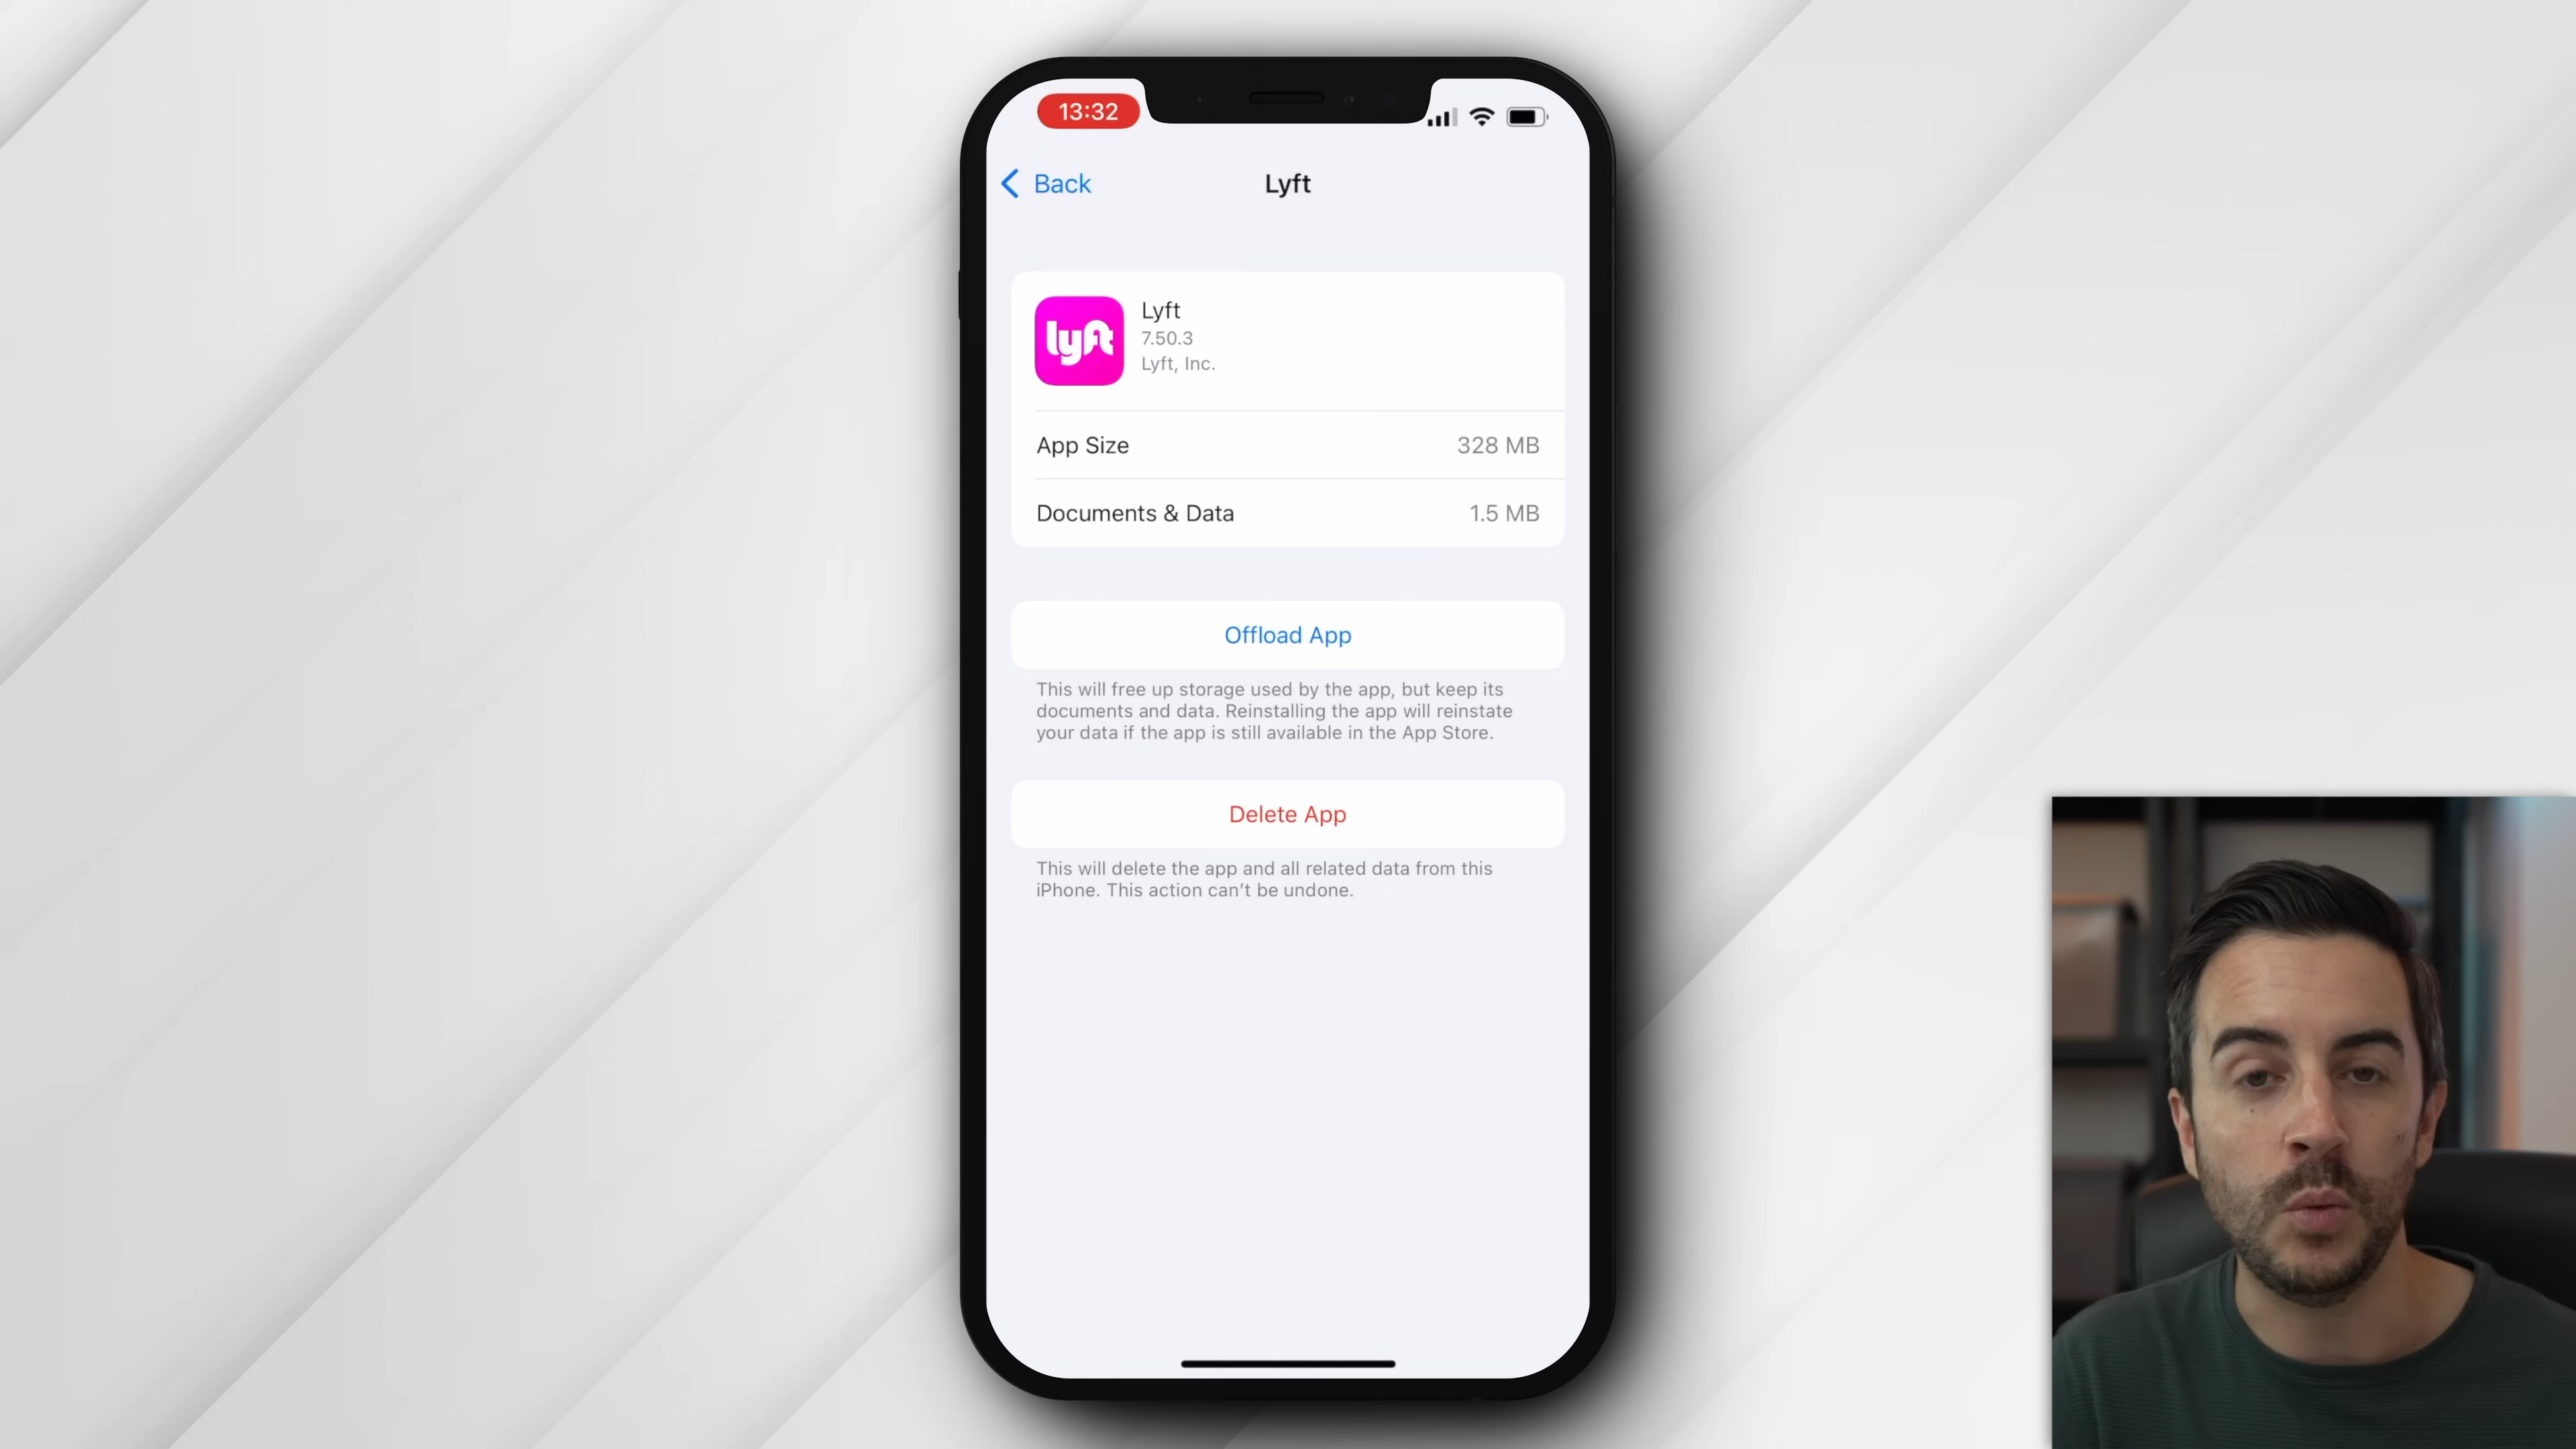 13:32
Back
Lyft
lyft
Lyft
7.50.3
Lyft, Inc.
App Size
328 MB
Documents & Data
1.5 MB
Offload App
This will free up storage used by the app, but keep its
documents and data. Reinstalling the app will reinstate
your data if the app is still available in the App Store.
Delete App
This will delete the app and all related data from this
iPhone. This action can’t be undone.